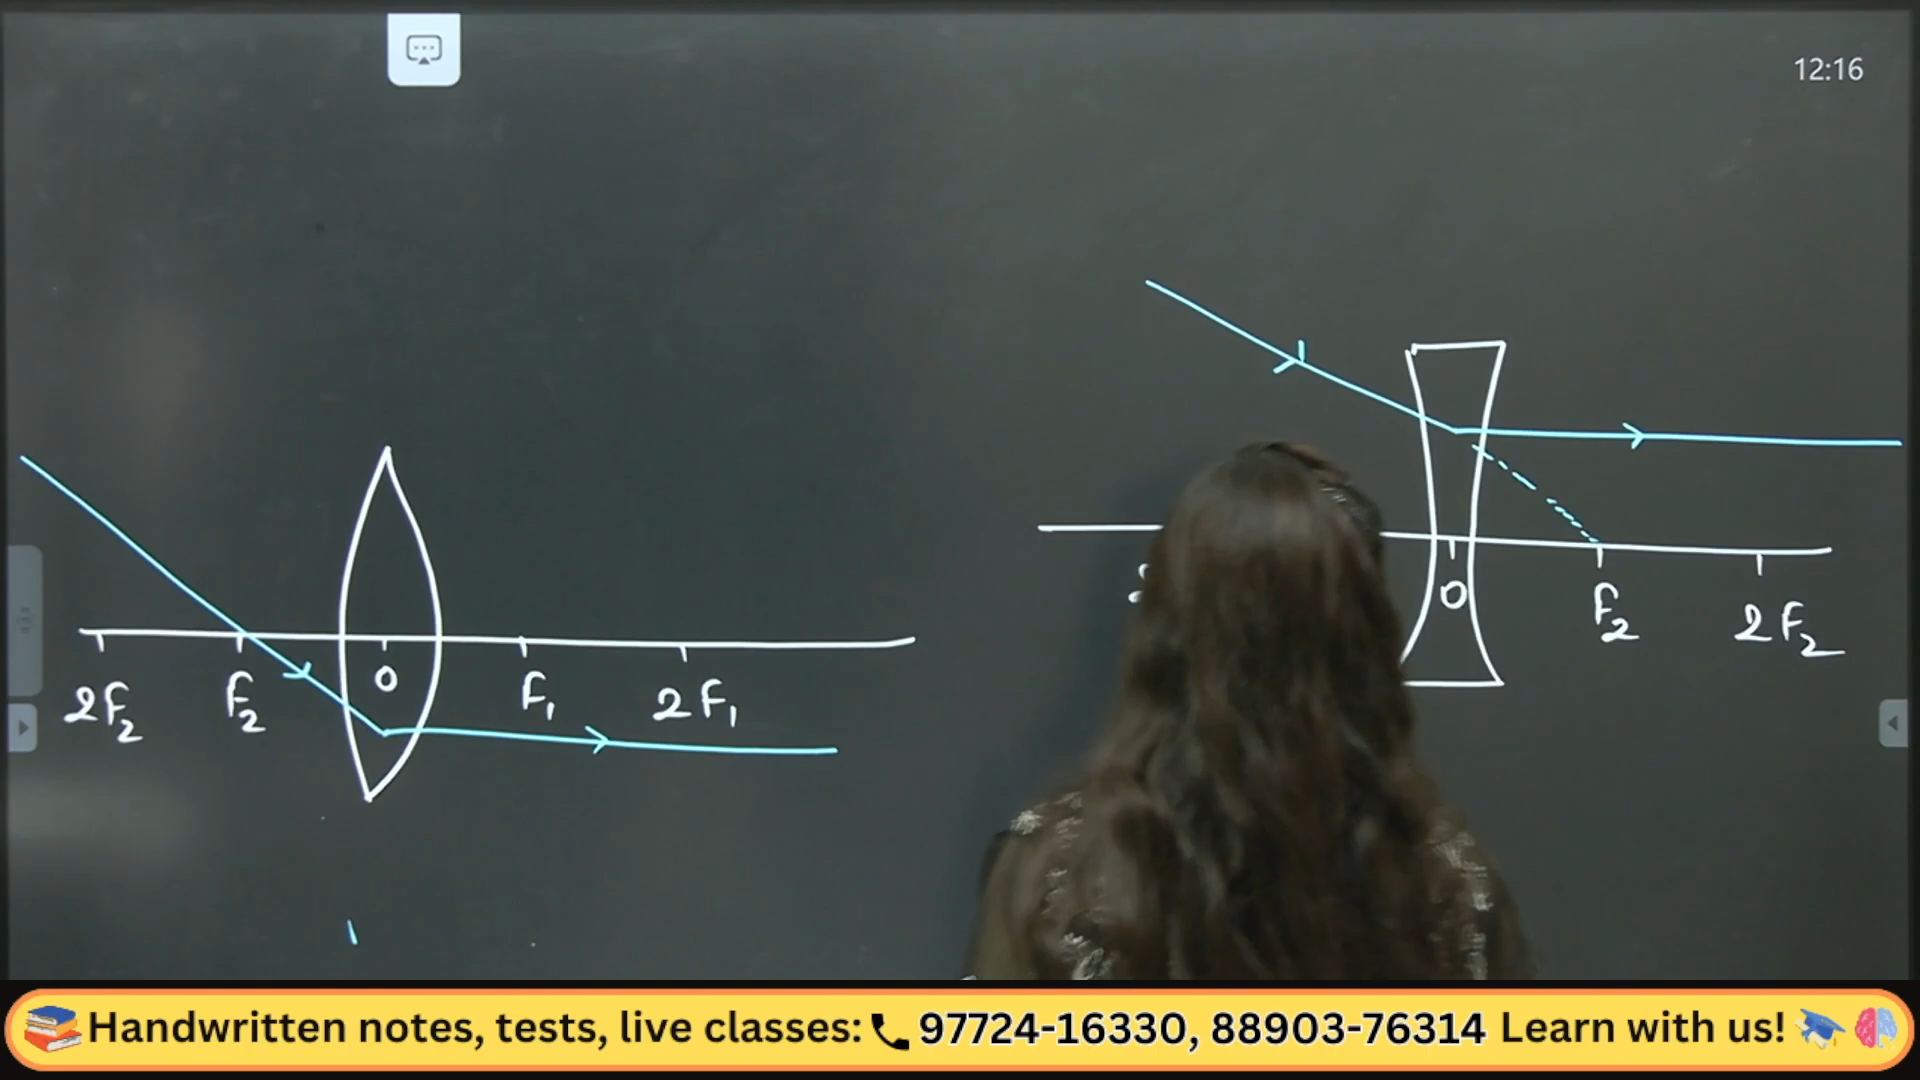 12:16
2F₂ F₂ O F₁ 2F₁
O F₂ 2F₂
Handwritten notes, tests, live classes: 97724-16330, 88903-76314 Learn with us!